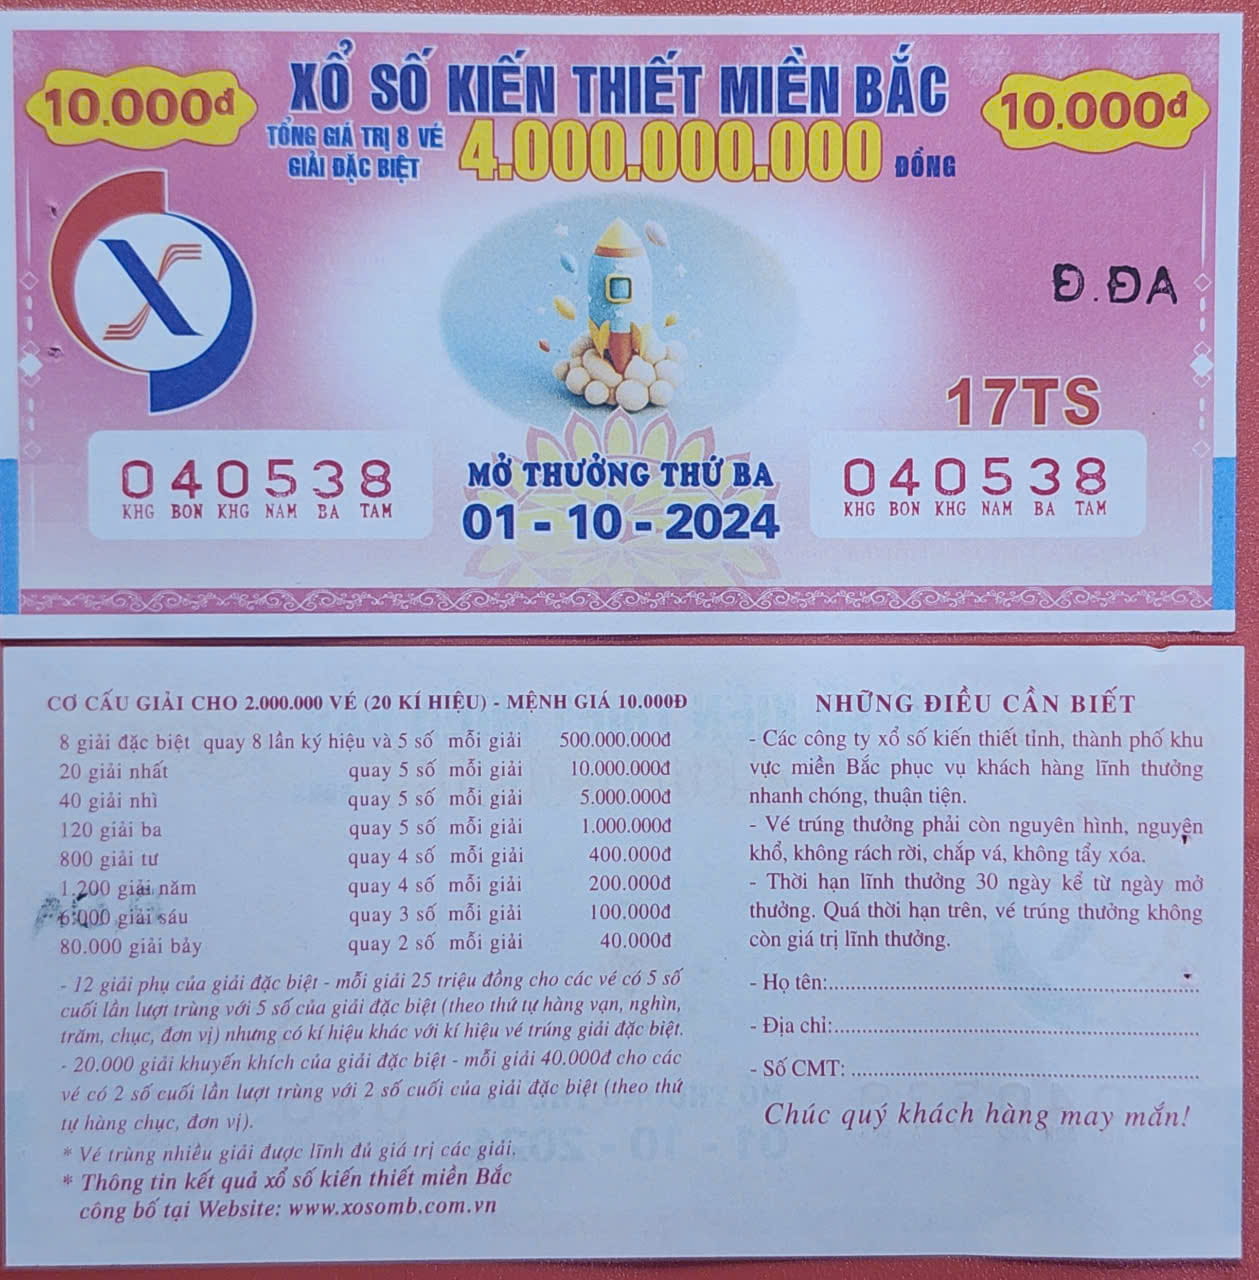 10.000đ
XỔ SỐ KIẾN THIẾT MIỀN BẮC
10.000đ
TỔNG GIÁ TRỊ 8 VÉ
GIẢI ĐẶC BIỆT
4.000.000.000 ĐỒNG
X
Đ.ĐA
17TS
040538
KHG BON KHG NAM BA TAM
MỞ THƯỞNG THỨ BA
01 - 10 - 2024
040538
KHG BON KHG NAM BA TAM
CƠ CẤU GIẢI CHO 2.000.000 VÉ (20 KÍ HIỆU) - MỆNH GIÁ 10.000Đ
8 giải đặc biệt quay 8 lần ký hiệu và 5 số mỗi giải 500.000.000đ
20 giải nhất quay 5 số mỗi giải 10.000.000đ
40 giải nhì quay 5 số mỗi giải 5.000.000đ
120 giải ba quay 5 số mỗi giải 1.000.000đ
800 giải tư quay 4 số mỗi giải 400.000đ
1.200 giải năm quay 4 số mỗi giải 200.000đ
6.000 giải sáu quay 3 số mỗi giải 100.000đ
80.000 giải bảy quay 2 số mỗi giải 40.000đ
- 12 giải phụ của giải đặc biệt - mỗi giải 25 triệu đồng cho các vé có 5 số
cuối lần lượt trùng với 5 số của giải đặc biệt (theo thứ tự hàng vạn, nghìn,
trăm, chục, đơn vị) nhưng có kí hiệu khác với kí hiệu vé trúng giải đặc biệt.
- 20.000 giải khuyến khích của giải đặc biệt - mỗi giải 40.000đ cho các
vé có 2 số cuối lần lượt trùng với 2 số cuối của giải đặc biệt (theo thứ
tự hàng chục, đơn vị).
* Vé trùng nhiều giải được lĩnh đủ giá trị các giải.
* Thông tin kết quả xổ số kiến thiết miền Bắc
công bố tại Website: www.xosomb.com.vn
NHỮNG ĐIỀU CẦN BIẾT
- Các công ty xổ số kiến thiết tỉnh, thành phố khu
vực miền Bắc phục vụ khách hàng lĩnh thưởng
nhanh chóng, thuận tiện.
- Vé trúng thưởng phải còn nguyên hình, nguyên
khổ, không rách rời, chắp vá, không tẩy xóa.
- Thời hạn lĩnh thưởng 30 ngày kể từ ngày mở
thưởng. Quá thời hạn trên, vé trúng thưởng không
còn giá trị lĩnh thưởng.
- Họ tên:
- Địa chỉ:
- Số CMT:
Chúc quý khách hàng may mắn!